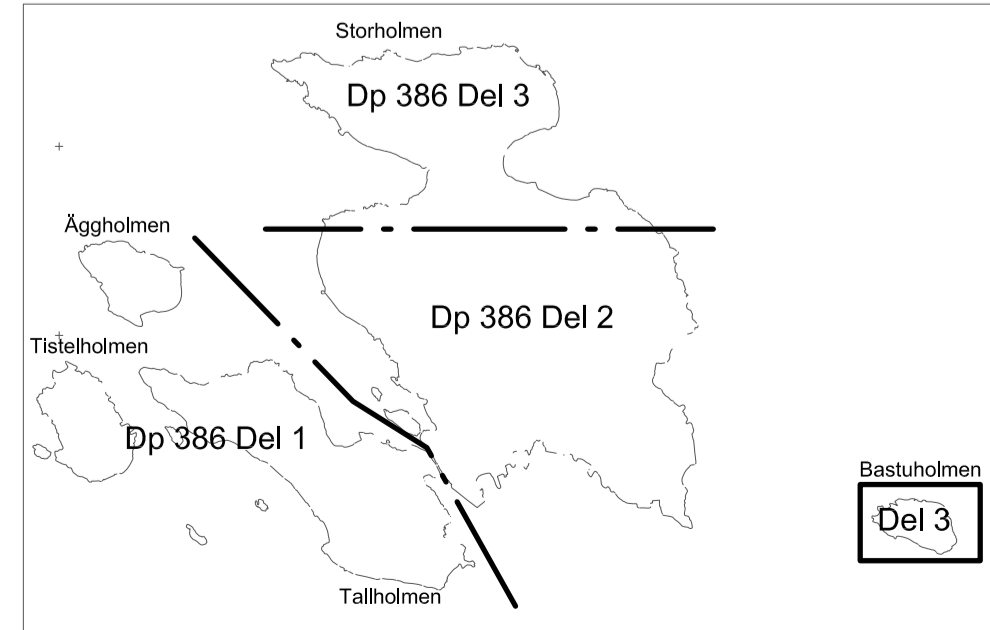 Storholmen
Dp 386 Del 3
Äggholmen
Dp 386 Del 2
Tistelholmen
Dp 386 Del 1
Bastuholmen
Del 3
Tallholmen